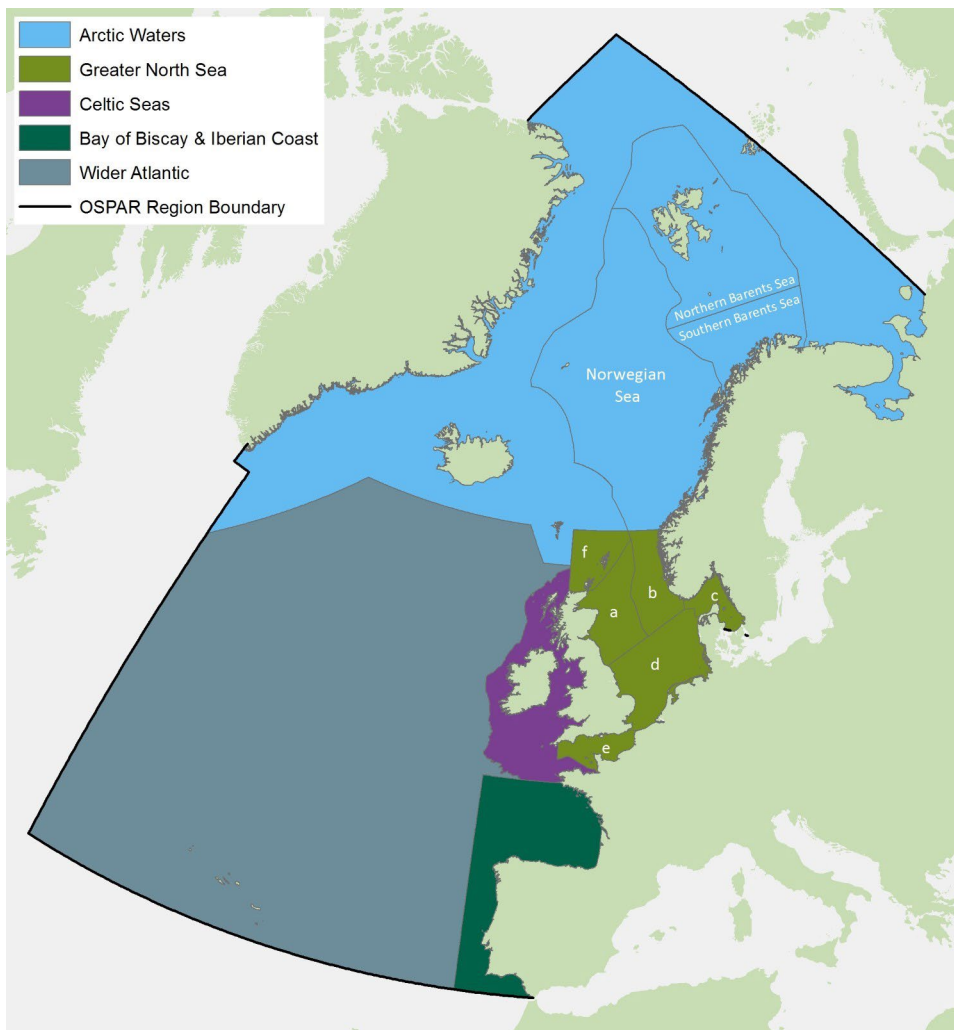 Arctic Waters
Greater North Sea
Celtic Seas
Bay of Biscay & Iberian Coast
Wider Atlantic
OSPAR Region Boundary
Northern Barents Sea
Southern Barents Sea
Norwegian
Sea
f
b
c
a
d
e